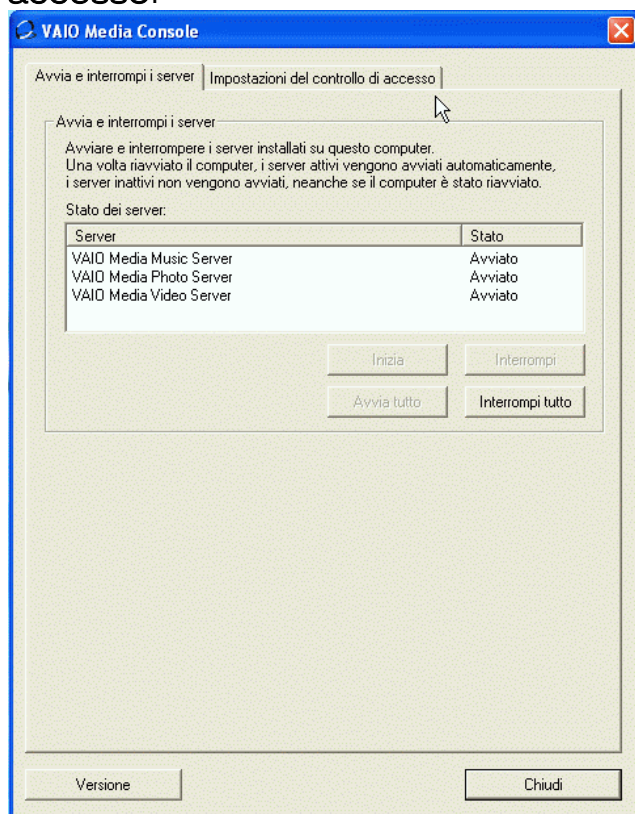 VAIO Media Console
Avvia e interrompi i server
Impostazioni del controllo di accesso
Avvia e interrompi i server
Avviare e interrompere i server installati su questo computer.
Una volta riavviato il computer, i server attivi vengono avviati automaticamente,
i server inattivi non vengono avviati, neanche se il computer è stato riavviato.
Stato dei server:
Server Stato
VAIO Media Music Server Avviato
VAIO Media Photo Server Avviato
VAIO Media Video Server Avviato
Inizia Interrompi
Avvia tutto Interrompi tutto
Versione Chiudi